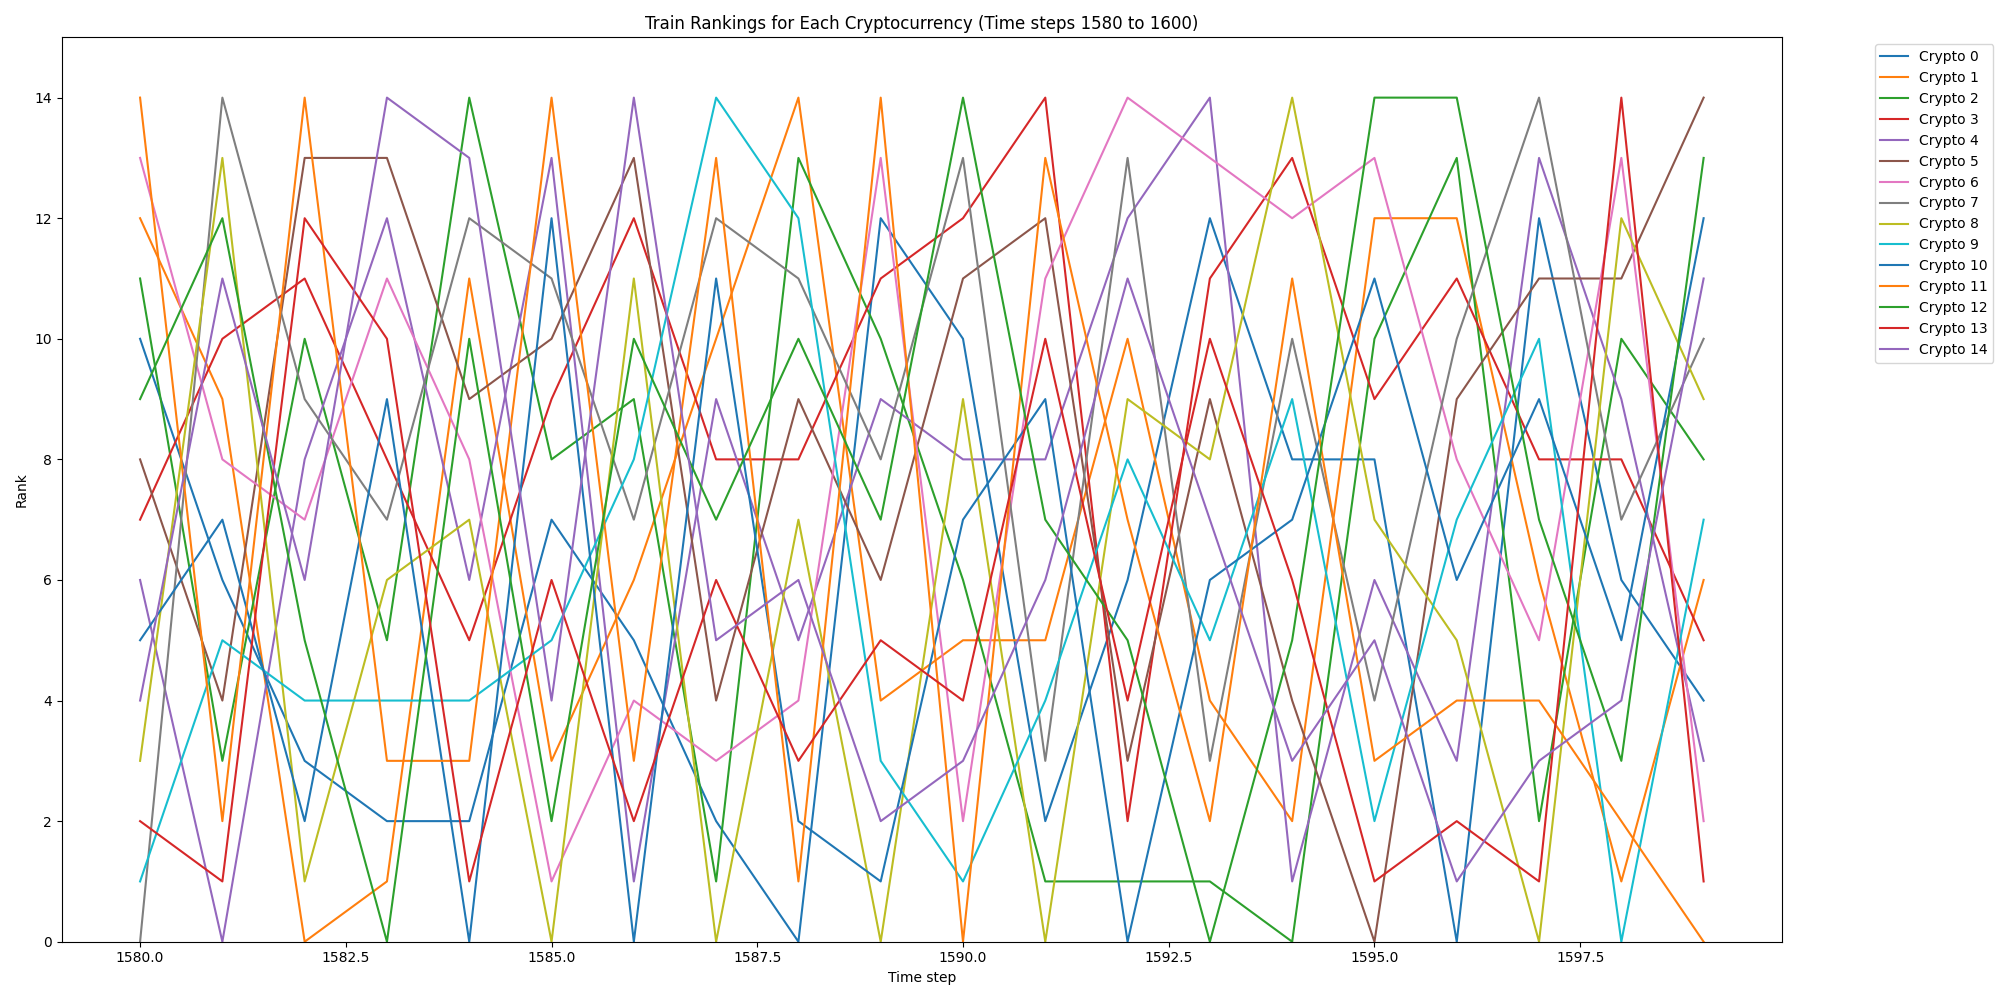 Train Rankings for Each Cryptocurrency (Time steps 1580 to 1600)
Rank
14
12
10
8
6
4
2
0
1580.0 1582.5 1585.0 1587.5 1590.0 1592.5 1595.0 1597.5
Time step
Crypto 0
Crypto 1
Crypto 2
Crypto 3
Crypto 4
Crypto 5
Crypto 6
Crypto 7
Crypto 8
Crypto 9
Crypto 10
Crypto 11
Crypto 12
Crypto 13
Crypto 14